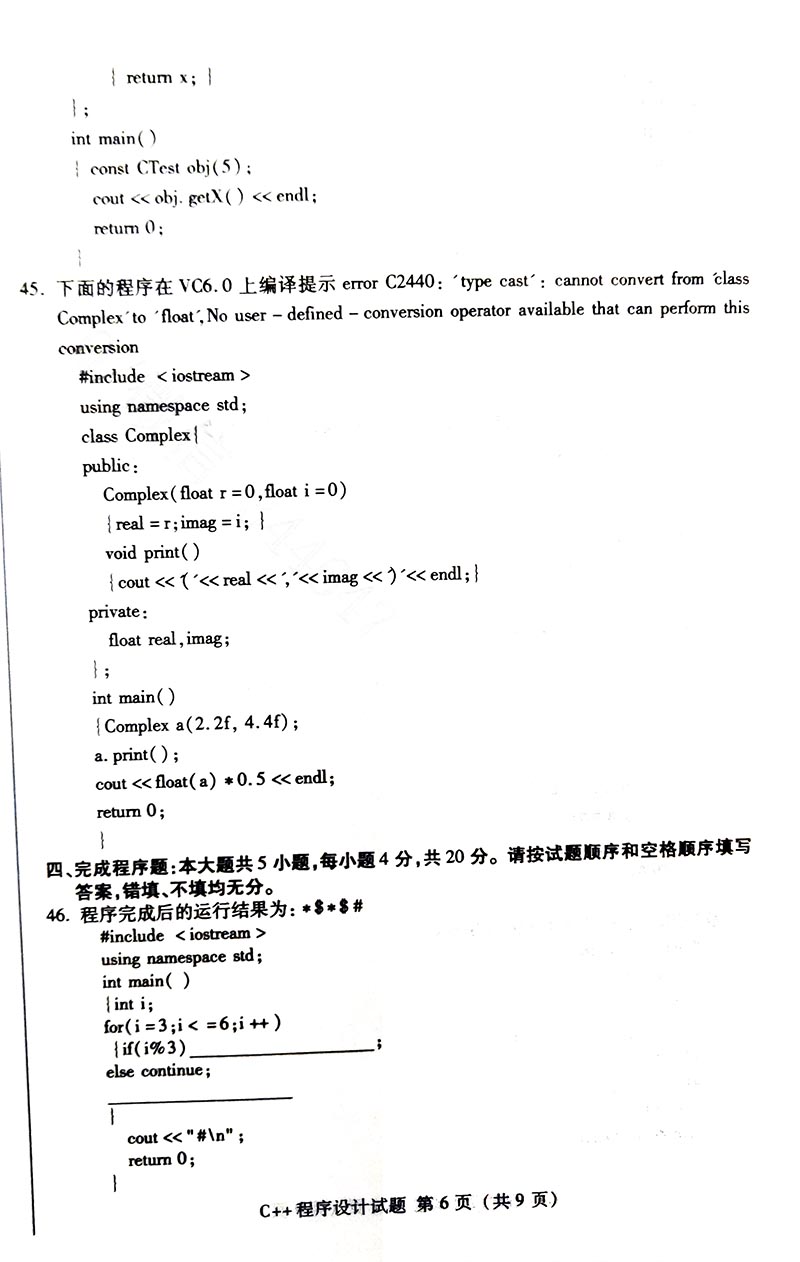 { return x; }
};
int main( )
{ const CTest obj(5);
cout << obj. getX( ) << endl;
return 0;
}
45. 下面的程序在 VC6.0 上编译提示 error C2440: ´type cast´: cannot convert from ´class
Complex´to ´float´,No user – defined – conversion operator available that can perform this
conversion
#include < iostream >
using namespace std;
class Complex{
public:
Complex( float r =0,float i =0)
{real =r;imag =i; }
void print( )
{cout << ´( ´<< real << ´,´<< imag << ´) ´<< endl;}
private:
float real,imag;
};
int main( )
{Complex a(2.2f, 4.4f);
a. print( );
cout << float( a) *0.5 << endl;
return 0;
}
四、完成程序题:本大题共5小题,每小题4分,共20分。请按试题顺序和空格顺序填写
答案,错填、不填均无分。
46. 程序完成后的运行结果为: *$*$#
#include < iostream >
using namespace std;
int main( )
{int i;
for(i =3;i < =6;i ++ )
{if(i%3)____________________;
else continue;
____________________
}
cout << "#\n";
return 0;
}
C++程序设计试题 第6页 (共9页)